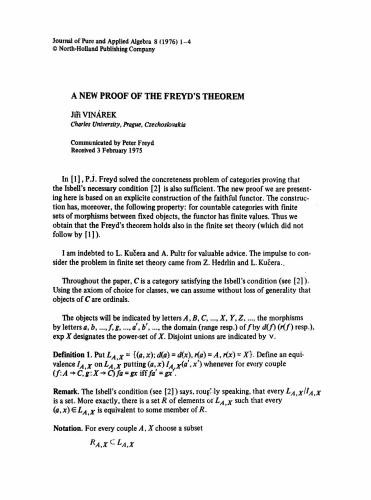 Journal of Pure and Applied Algebra 8 (1976) 1–4
© North-Holland Publishing Company
A NEW PROOF OF THE FREYD'S THEOREM
Jiří VINÁREK
Charles University, Prague, Czechoslovakia
Communicated by Peter Freyd
Received 3 February 1975
In [1], P.J. Freyd solved the concreteness problem of categories proving that
the Isbell's necessary condition [2] is also sufficient. The new proof we are present-
ing here is based on an explicite construction of the faithful functor. The construc-
tion has, moreover, the following property: for countable categories with finite
sets of morphisms between fixed objects, the functor has finite values. Thus we
obtain that the Freyd's theorem holds also in the finite set theory (which did not
follow by [1]).
I am indebted to L. Kučera and A. Pultr for valuable advice. The impulse to con-
sider the problem in finite set theory came from Z. Hedrlín and L. Kučera.
Throughout the paper, C is a category satisfying the Isbell's condition (see [2]).
Using the axiom of choice for classes, we can assume without loss of generality that
objects of C are ordinals.
The objects will be indicated by letters A, B, C, ..., X, Y, Z, ..., the morphisms
by letters a, b, ..., f, g, ..., a', b', ..., the domain (range resp.) of f by d(f) (r(f) resp.),
exp X designates the power-set of X. Disjoint unions are indicated by ∨.
Definition 1. Put L_{A,X} = {(a, x); d(a) = d(x), r(a) = A, r(x) = X}. Define an equi-
valence I_{A,X} on L_{A,X} putting (a, x) I_{A,X}(a', x') whenever for every couple
(f: A → C, g: X → C) fa = gx iff fa' = gx'.
Remark. The Isbell's condition (see [2]) says, roughly speaking, that every L_{A,X}/I_{A,X}
is a set. More exactly, there is a set R of elements of L_{A,X} such that every
(a, x) ∈ L_{A,X} is equivalent to some member of R.
Notation. For every couple A, X choose a subset
R_{A,X} ⊂ L_{A,X}